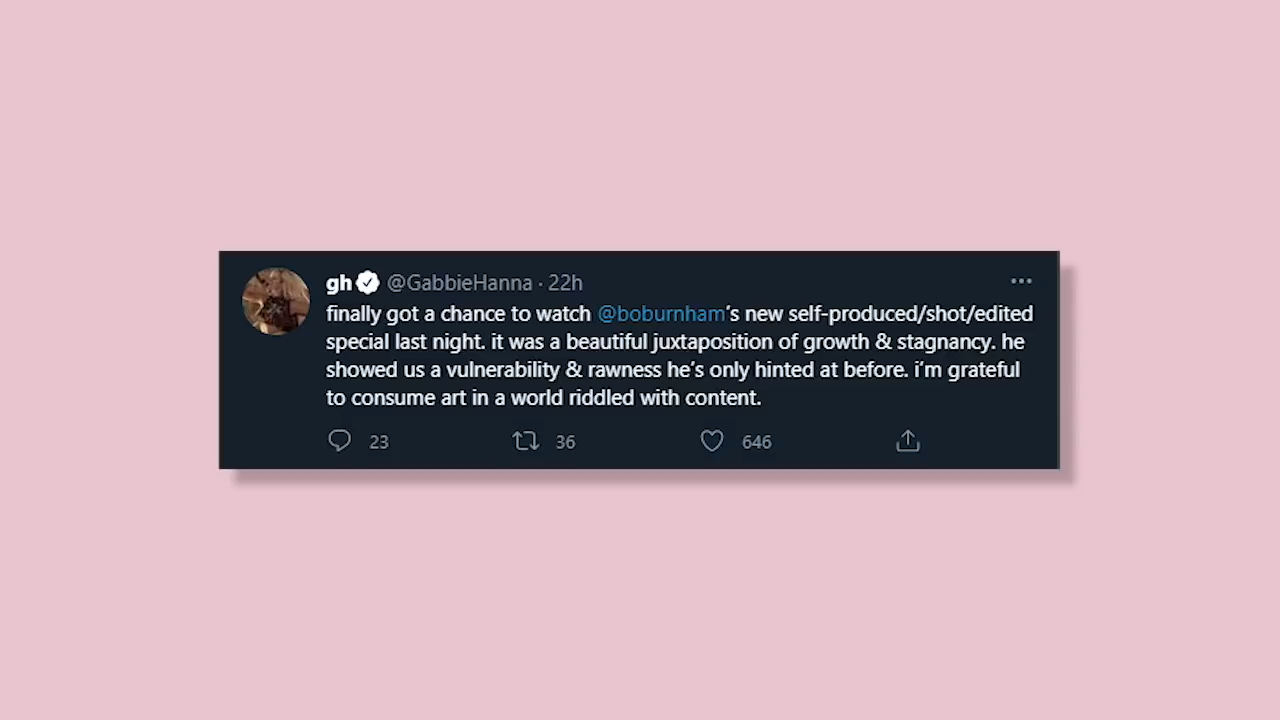 gh @GabbieHanna · 22h
finally got a chance to watch @boburnham's new self-produced/shot/edited
special last night. it was a beautiful juxtaposition of growth & stagnancy. he
showed us a vulnerability & rawness he's only hinted at before. i'm grateful
to consume art in a world riddled with content.
23 36 646